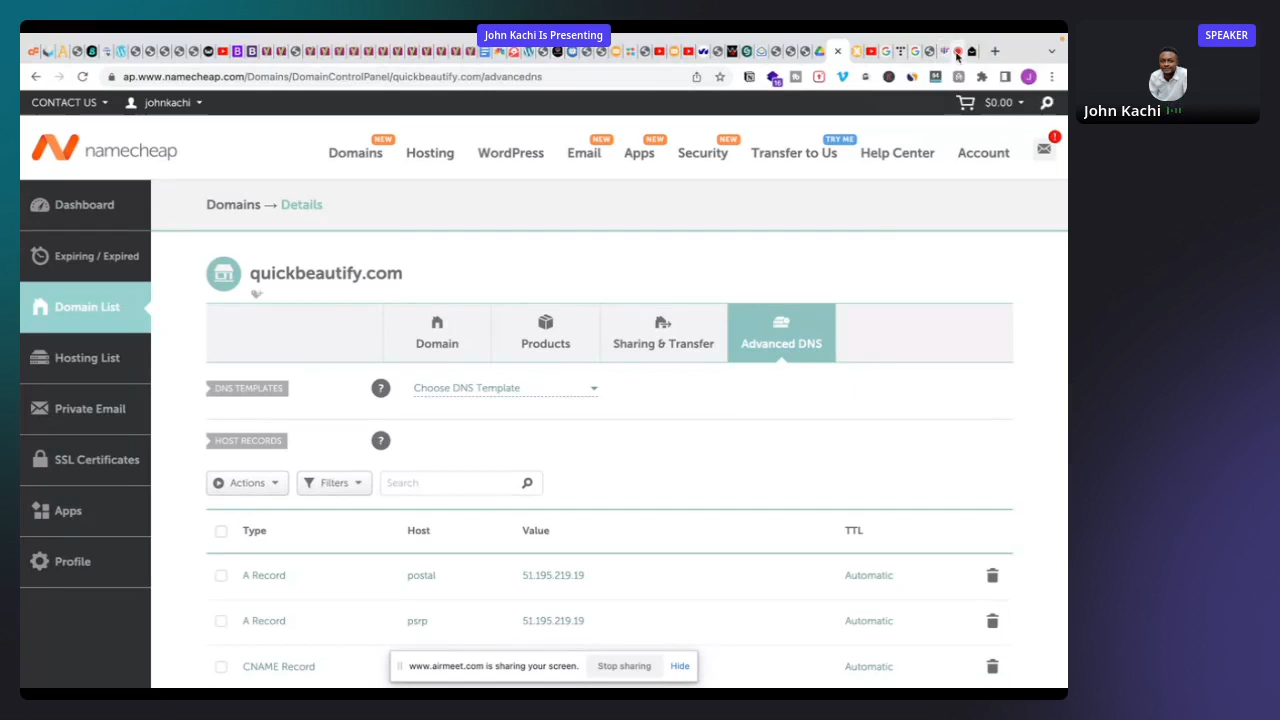 John Kachi Is Presenting
SPEAKER
John Kachi
ap.www.namecheap.com/Domains/DomainControlPanel/quickbeautify.com/advancedns
CONTACT US
johnkachi
$0.00
namecheap
NEW
NEW
NEW
NEW
TRY ME
Domains
Hosting
WordPress
Email
Apps
Security
Transfer to Us
Help Center
Account
Dashboard
Expiring / Expired
Domain List
Hosting List
Private Email
SSL Certificates
Apps
Profile
Domains → Details
quickbeautify.com
Domain
Products
Sharing & Transfer
Advanced DNS
DNS TEMPLATES
?
Choose DNS Template
HOST RECORDS
?
Actions
Filters
Search
Type Host Value TTL
A Record postal 51.195.219.19 Automatic
A Record psrp 51.195.219.19 Automatic
CNAME Record Automatic
www.airmeet.com is sharing your screen.
Stop sharing
Hide